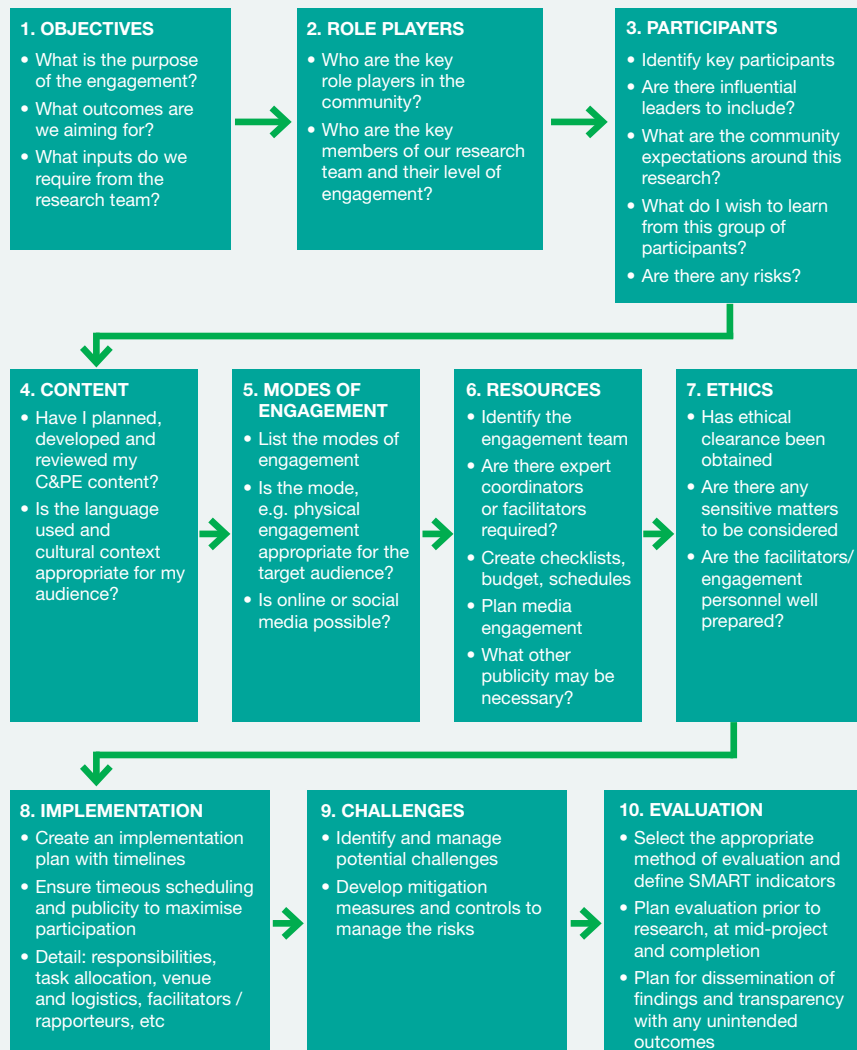 1. OBJECTIVES
• What is the purpose
of the engagement?
• What outcomes are
we aiming for?
• What inputs do we
require from the
research team?
2. ROLE PLAYERS
• Who are the key
role players in the
community?
• Who are the key
members of our research
team and their level of
engagement?
3. PARTICIPANTS
• Identify key participants
• Are there influential
leaders to include?
• What are the community
expectations around this
research?
• What do I wish to learn
from this group of
participants?
• Are there any risks?
4. CONTENT
• Have I planned,
developed and
reviewed my
C&PE content?
• Is the language
used and
cultural context
appropriate for my
audience?
5. MODES OF
ENGAGEMENT
• List the modes of
engagement
• Is the mode,
e.g. physical
engagement
appropriate for the
target audience?
• Is online or social
media possible?
6. RESOURCES
• Identify the
engagement team
• Are there expert
coordinators
or facilitators
required?
• Create checklists,
budget, schedules
• Plan media
engagement
• What other
publicity may be
necessary?
7. ETHICS
• Has ethical
clearance been
obtained
• Are there any
sensitive matters
to be considered
• Are the facilitators/
engagement
personnel well
prepared?
8. IMPLEMENTATION
• Create an implementation
plan with timelines
• Ensure timeous scheduling
and publicity to maximise
participation
• Detail: responsibilities,
task allocation, venue
and logistics, facilitators /
rapporteurs, etc
9. CHALLENGES
• Identify and manage
potential challenges
• Develop mitigation
measures and controls to
manage the risks
10. EVALUATION
• Select the appropriate
method of evaluation and
define SMART indicators
• Plan evaluation prior to
research, at mid-project
and completion
• Plan for dissemination of
findings and transparency
with any unintended
outcomes